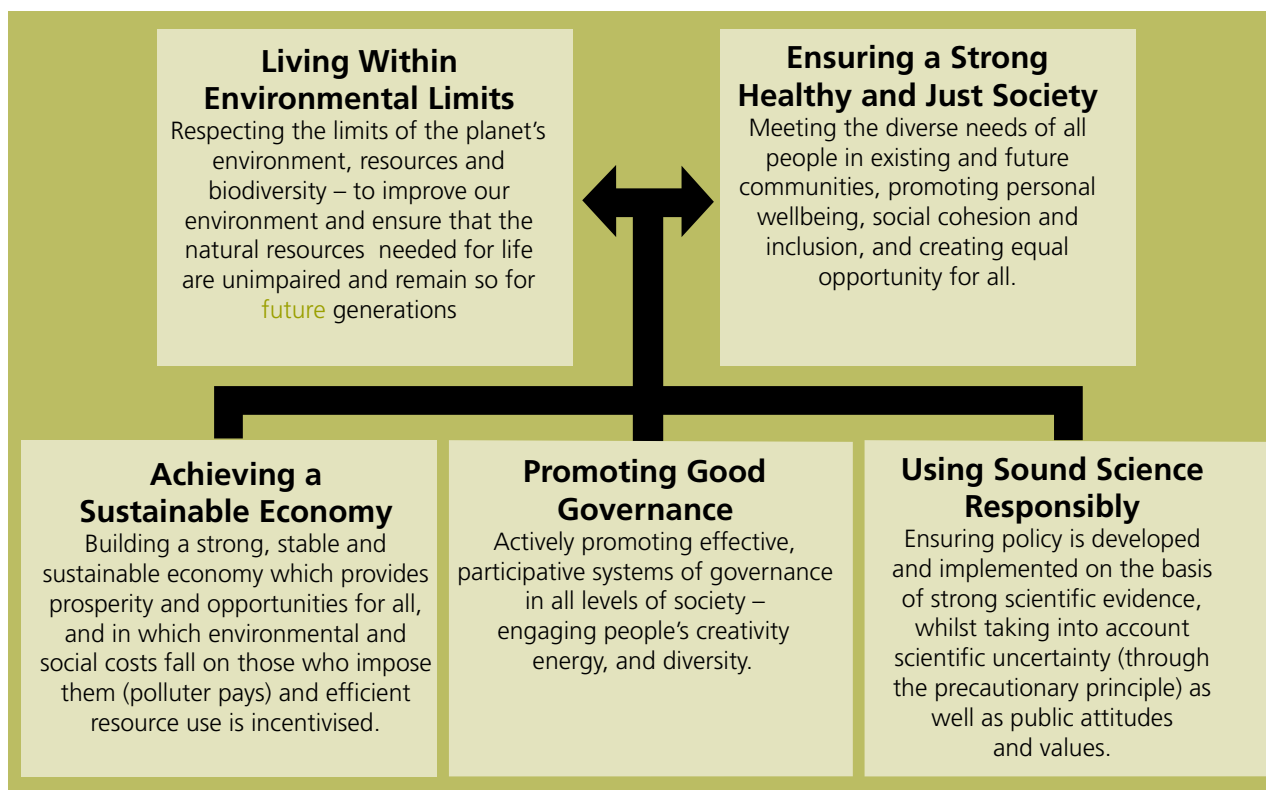 Living Within
Environmental Limits
Respecting the limits of the planet’s
environment, resources and
biodiversity – to improve our
environment and ensure that the
natural resources needed for life
are unimpaired and remain so for
future generations
Ensuring a Strong
Healthy and Just Society
Meeting the diverse needs of all
people in existing and future
communities, promoting personal
wellbeing, social cohesion and
inclusion, and creating equal
opportunity for all.
Achieving a
Sustainable Economy
Building a strong, stable and
sustainable economy which provides
prosperity and opportunities for all,
and in which environmental and
social costs fall on those who impose
them (polluter pays) and efficient
resource use is incentivised.
Promoting Good
Governance
Actively promoting effective,
participative systems of governance
in all levels of society –
engaging people’s creativity
energy, and diversity.
Using Sound Science
Responsibly
Ensuring policy is developed
and implemented on the basis
of strong scientific evidence,
whilst taking into account
scientific uncertainty (through
the precautionary principle) as
well as public attitudes
and values.